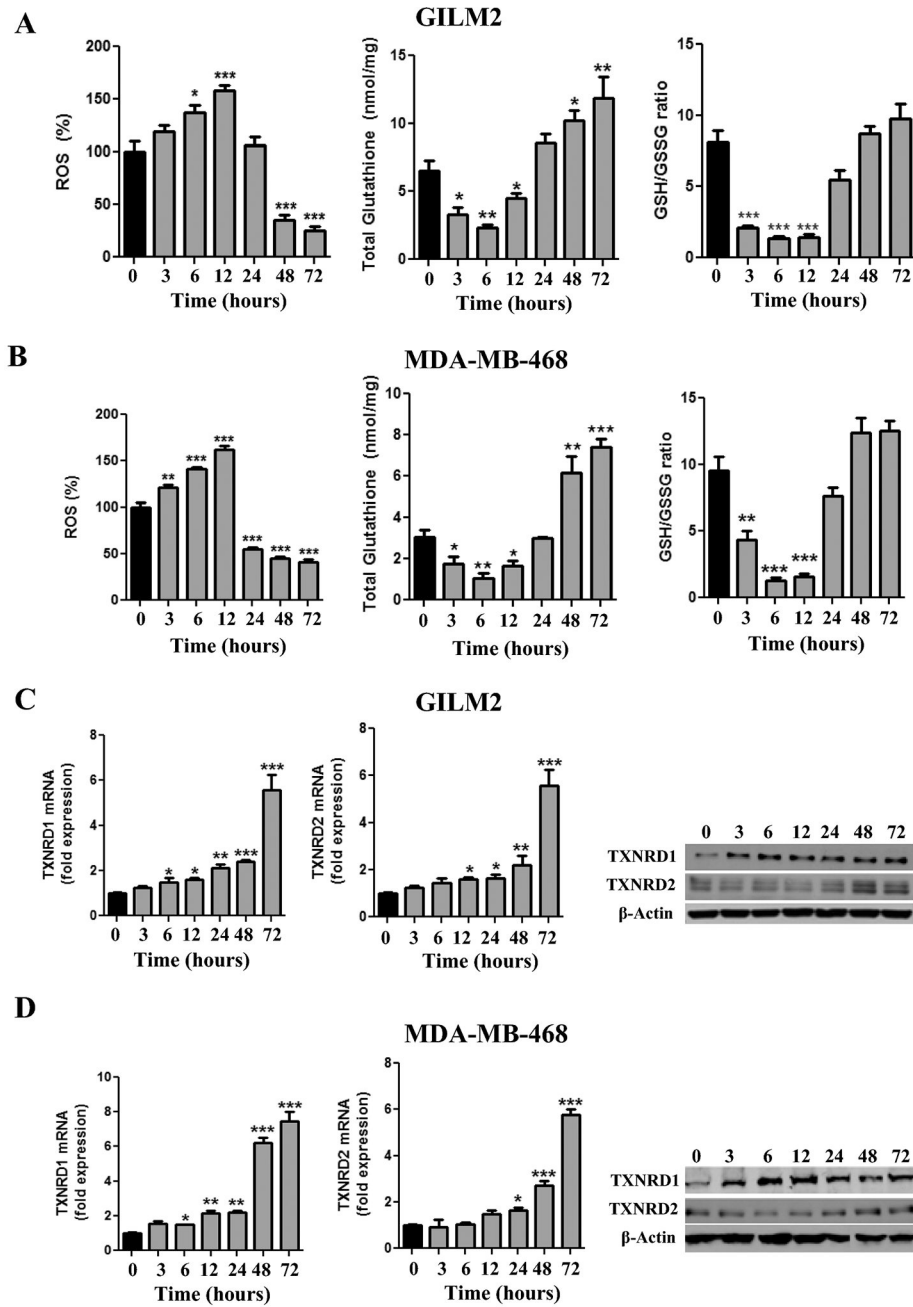 A
GILM2
ROS (%)
200
150
100
50
0
* *** *** ***
0 3 6 12 24 48 72
Time (hours)
Total Glutathione (nmol/mg)
15
10
5
0
* ** * * **
0 3 6 12 24 48 72
Time (hours)
GSH/GSSG ratio
15
10
5
0
*** *** ***
0 3 6 12 24 48 72
Time (hours)
B
MDA-MB-468
ROS (%)
200
150
100
50
0
** *** *** *** *** ***
0 3 6 12 24 48 72
Time (hours)
Total Glutathione (nmol/mg)
10
8
6
4
2
0
* ** * ** ***
0 3 6 12 24 48 72
Time (hours)
GSH/GSSG ratio
15
10
5
0
** *** ***
0 3 6 12 24 48 72
Time (hours)
C
GILM2
TXNRD1 mRNA
(fold expression)
8
6
4
2
0
* * ** *** ***
0 3 6 12 24 48 72
Time (hours)
TXNRD2 mRNA
(fold expression)
8
6
4
2
0
* * ** ***
0 3 6 12 24 48 72
Time (hours)
0 3 6 12 24 48 72
TXNRD1
TXNRD2
β-Actin
D
MDA-MB-468
TXNRD1 mRNA
(fold expression)
10
8
6
4
2
0
* ** ** *** ***
0 3 6 12 24 48 72
Time (hours)
TXNRD2 mRNA
(fold expression)
8
6
4
2
0
* *** ***
0 3 6 12 24 48 72
Time (hours)
0 3 6 12 24 48 72
TXNRD1
TXNRD2
β-Actin